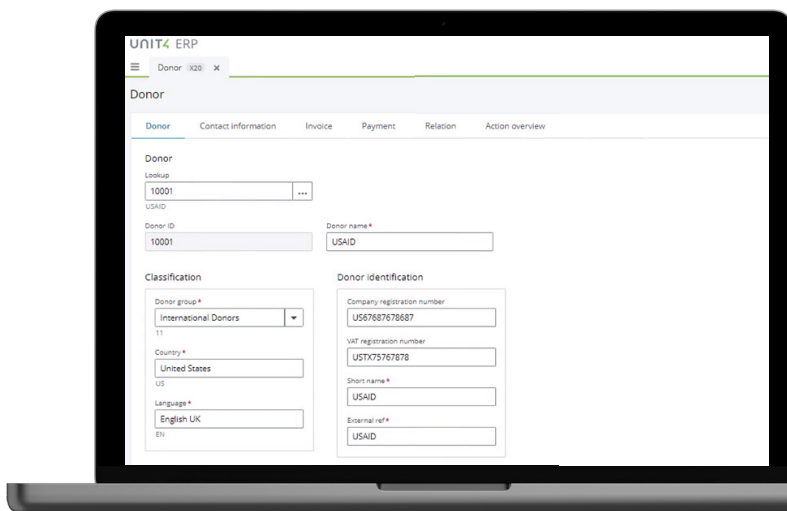 UNIT4 ERP
Donor X20 ×
Donor
Donor Contact information Invoice Payment Relation Action overview
Donor
Lookup
10001 ...
USAID
Donor ID Donor name *
10001 USAID
Classification Donor identification
Donor group * Company registration number
International Donors US67687678687
11 VAT registration number
Country * USTX75767878
United States
US Short name *
Language * USAID
English UK External ref *
EN USAID